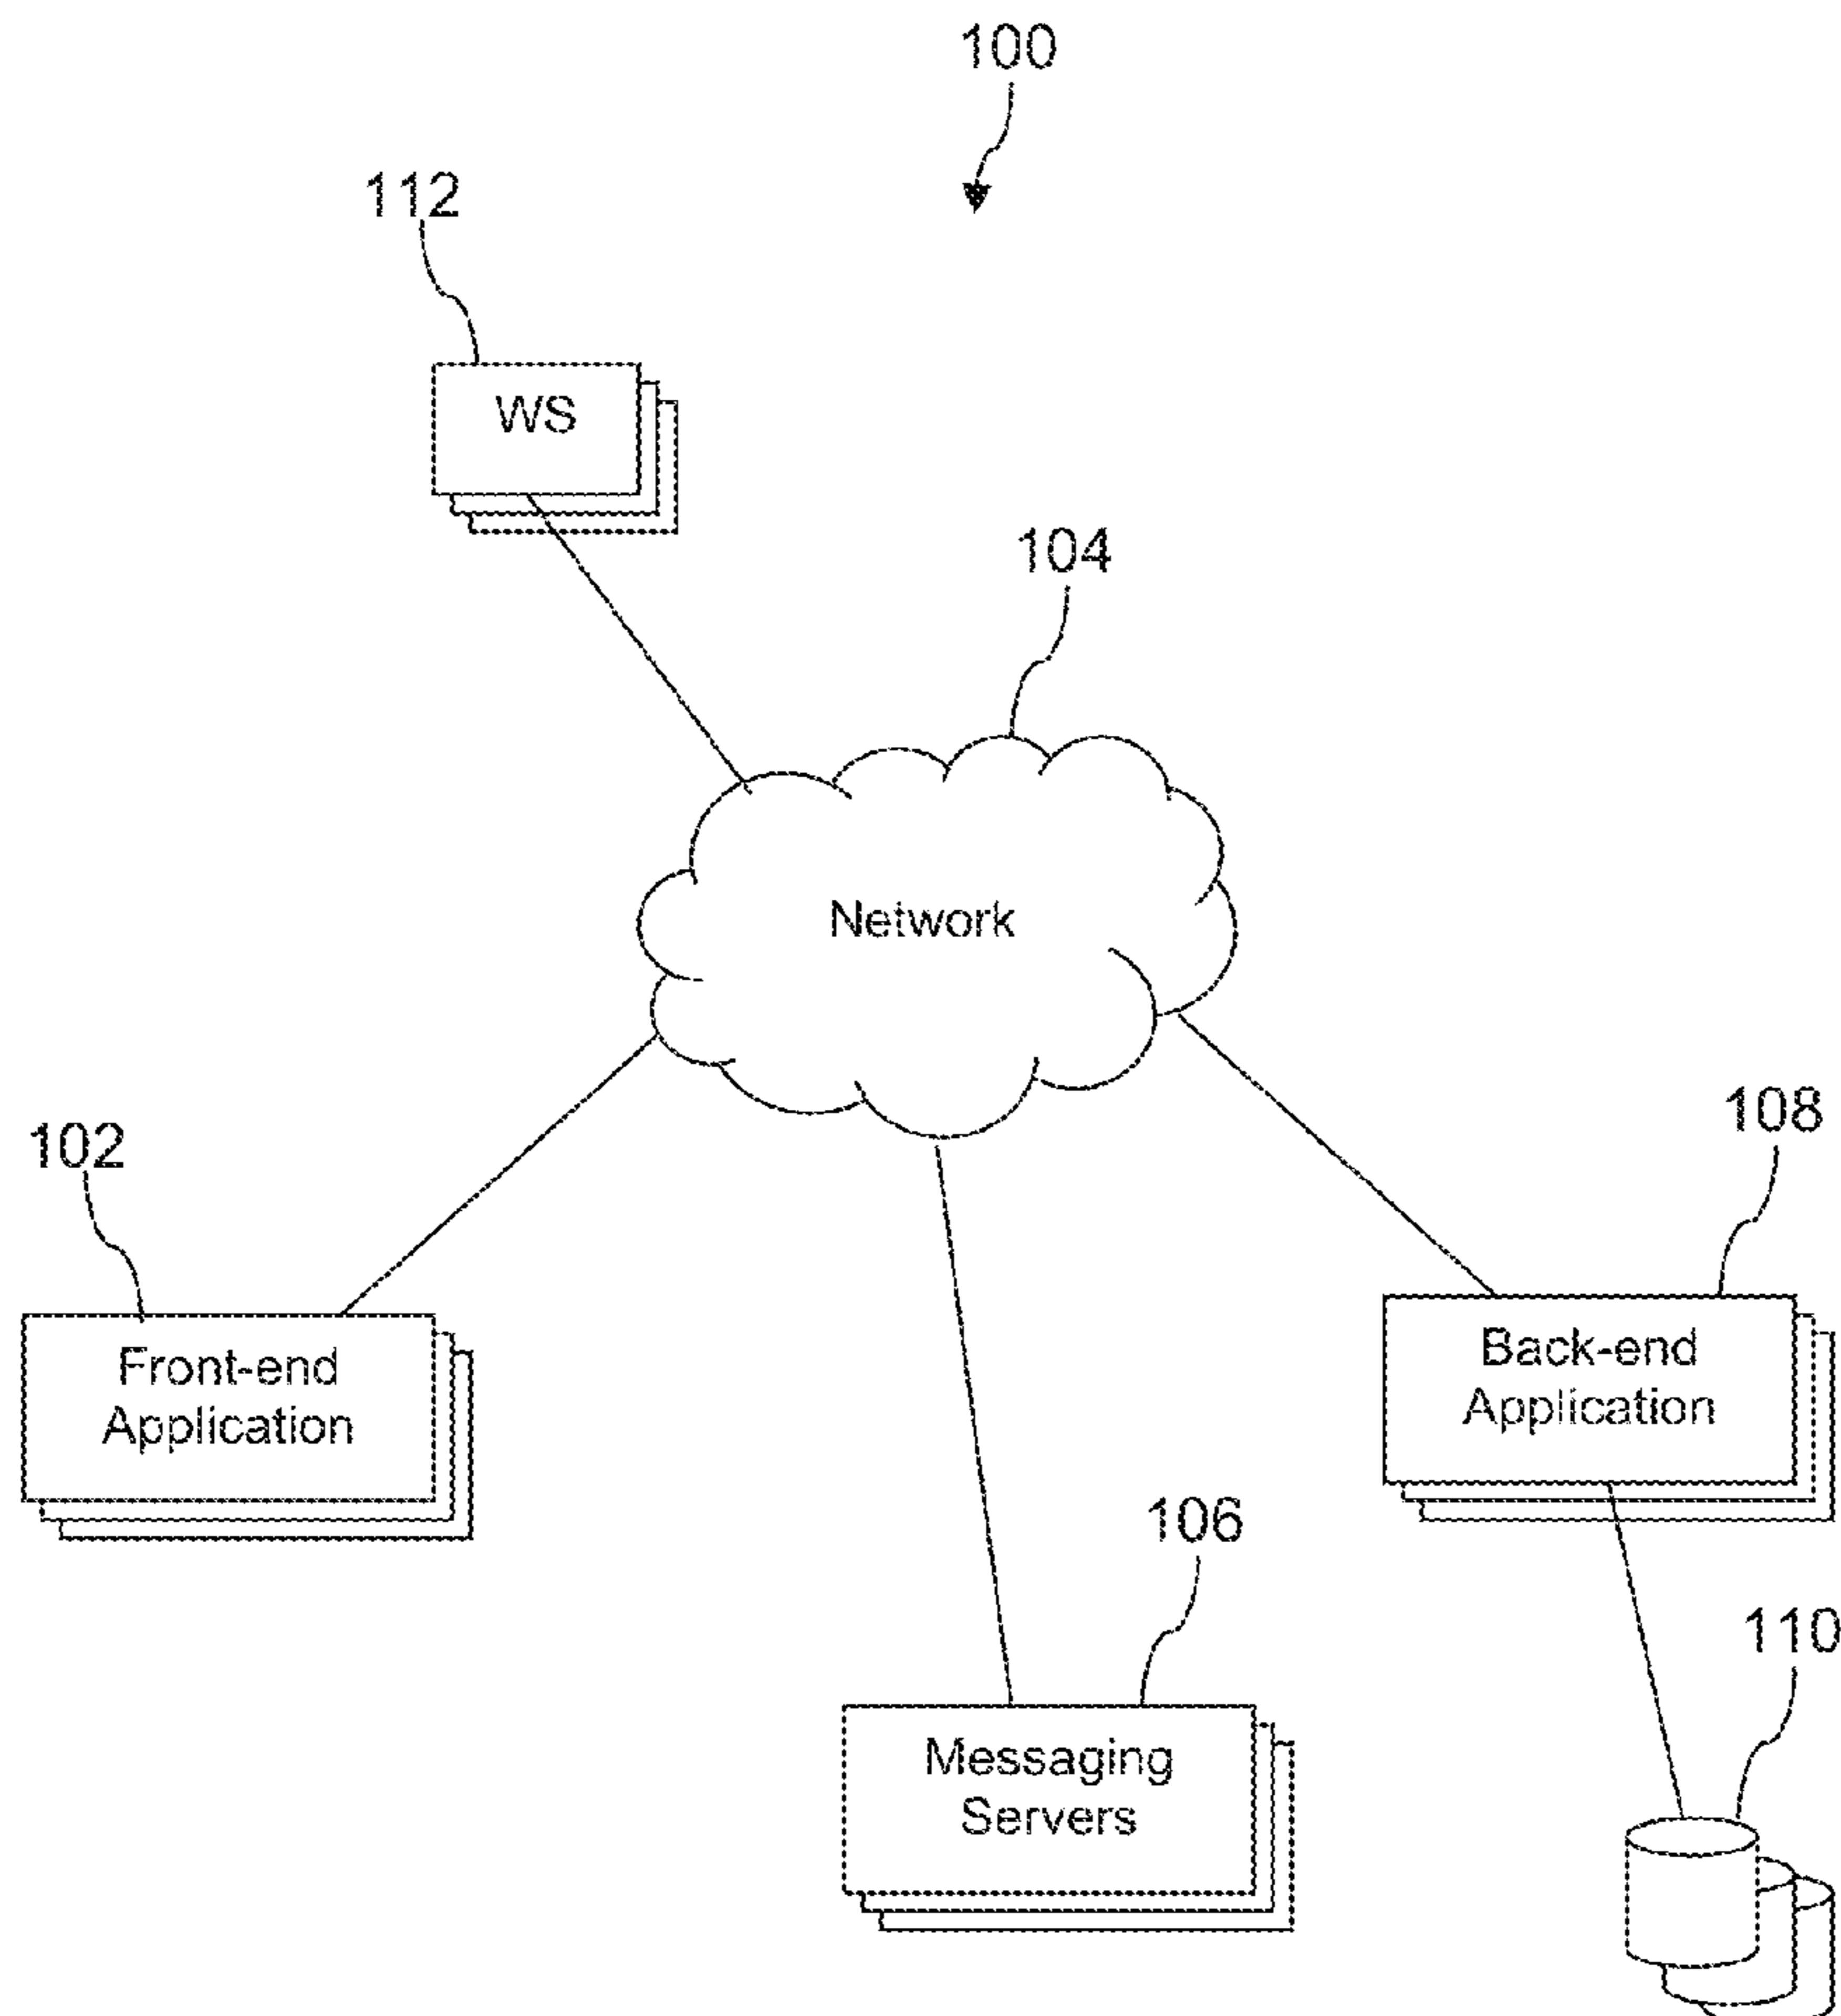 100
112
WS
104
Network
102
108
Front-end
Application
Back-end
Application
106
110
Messaging
Servers